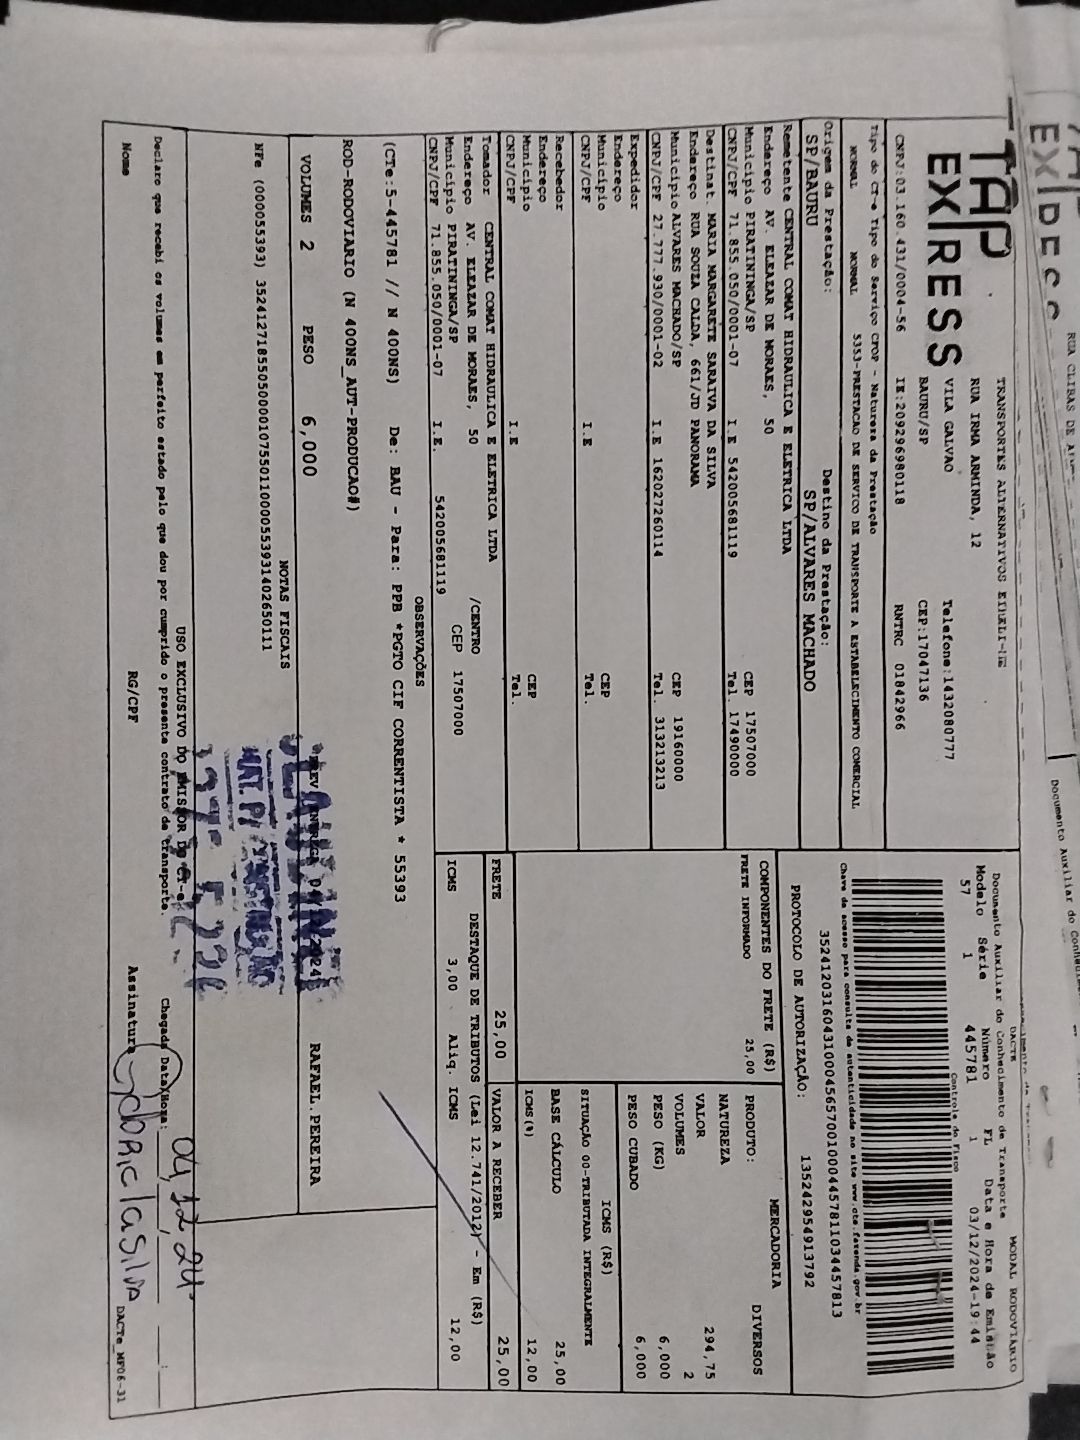 TAP
EX|RESS
TRANSPORTES ALTERNATIVOS
RUA IRMA ARMINDA, 12
VILA GALVAO
BAURU/SP
Telefone:1432080777
CEP:17047136
CNPJ:03.160.431/0004-56 IE:209296980118 RNTRC 01842966
Tipo do CT-e Tipo do Serviço CFOP - Natureza da Prestação
NORMAL NORMAL 5353-PRESTACAO DE SERVICO DE TRANSPORTE A ESTABELECIMENTO COMERCIAL
Origem da Prestação: Destino da Prestação:
SP/BAURU SP/ALVARES MACHADO
Remetente CENTRAL COMAT HIDRAULICA E ELETRICA LTDA
Endereço AV. ELEAZAR DE MORAES, 50
Município PIRATININGA/SP CEP 17507000
CNPJ/CPF 71.855.050/0001-07 I.E 542005681119 Tel. 17490000
Destinat. MARIA MARGARETE SARAIVA DA SILVA
Endereço RUA SOUZA CALDA, 661/JD PANORAMA
Município ALVARES MACHADO/SP CEP 19160000
CNPJ/CPF 27.777.930/0001-02 I.E 162027260114 Tel. 313213213
Expedidor
Endereço
Município CEP
CNPJ/CPF I.E Tel.
Recebedor
Endereço
Município CEP
CNPJ/CPF I.E Tel.
Tomador CENTRAL COMAT HIDRAULICA E ELETRICA LTDA
Endereço AV. ELEAZAR DE MORAES, 50 /CENTRO
Município PIRATININGA/SP CEP 17507000
CNPJ/CPF 71.855.050/0001-07 I.E. 542005681119
DACTE MODAL RODOVIÁRIO
Documento Auxiliar do Conhecimento de Transporte
Modelo Série Número FL Data e Hora de Emissão
57 1 445781 1 03/12/2024-19:44
Controle do Fisco
Chave de acesso para consulta de autenticidade no site www.cte.fazenda.gov.br
35241203160431000456570010004457811034457813
PROTOCOLO DE AUTORIZAÇÃO: 135242954913792
COMPONENTES DO FRETE (R$)
FRETE INFORMADO 25,00
MERCADORIA
PRODUTO: DIVERSOS
NATUREZA
VALOR 294,75
VOLUMES 2
PESO (KG) 6,000
PESO CUBADO 6,000
ICMS (R$)
SITUAÇÃO 00-TRIBUTADA INTEGRALMENTE
BASE CÁLCULO 25,00
ICMS(%) 12,00
FRETE 25,00 VALOR A RECEBER 25,00
DESTAQUE DE TRIBUTOS (Lei 12.741/2012) - Em (R$)
ICMS 3,00 Aliq. ICMS 12,00
OBSERVAÇÕES
(CTe:5-445781 // N 400NS) De: BAU - Para: PPB *PGTO CIF CORRENTISTA * 55393
ROD-RODOVIARIO (N 400NS_AUT-PRODUCAO#)
VOLUMES 2 PESO 6,000 RAFAEL.PEREIRA
NOTAS FISCAIS
NFe (000055393) 35241271855050000107550110000553931402650111
MAT. P/ CONSTRUÇÃO
USO EXCLUSIVO DO EMISSOR DO CT-e
Declaro que recebi os volumes em perfeito estado pelo que dou por cumprido o presente contrato de transporte. Chegada Data/Hora: 04/12/24
Nome RG/CPF Assinatura
DACTe_MF06-31
RUA CLIBAS DE
Documento Auxiliar do